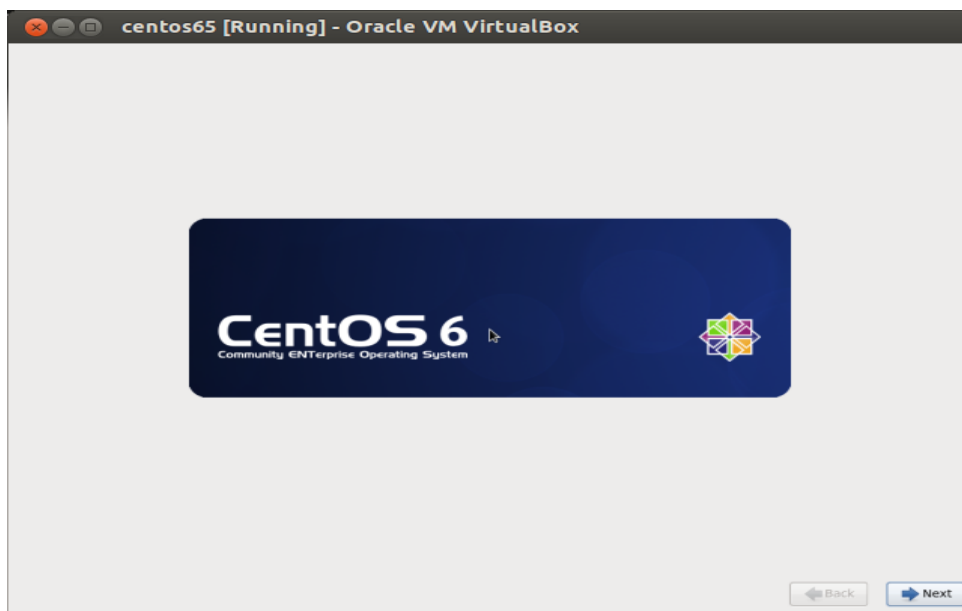 centos65 [Running] - Oracle VM VirtualBox
CentOS 6
Community ENTerprise Operating System
Back
Next